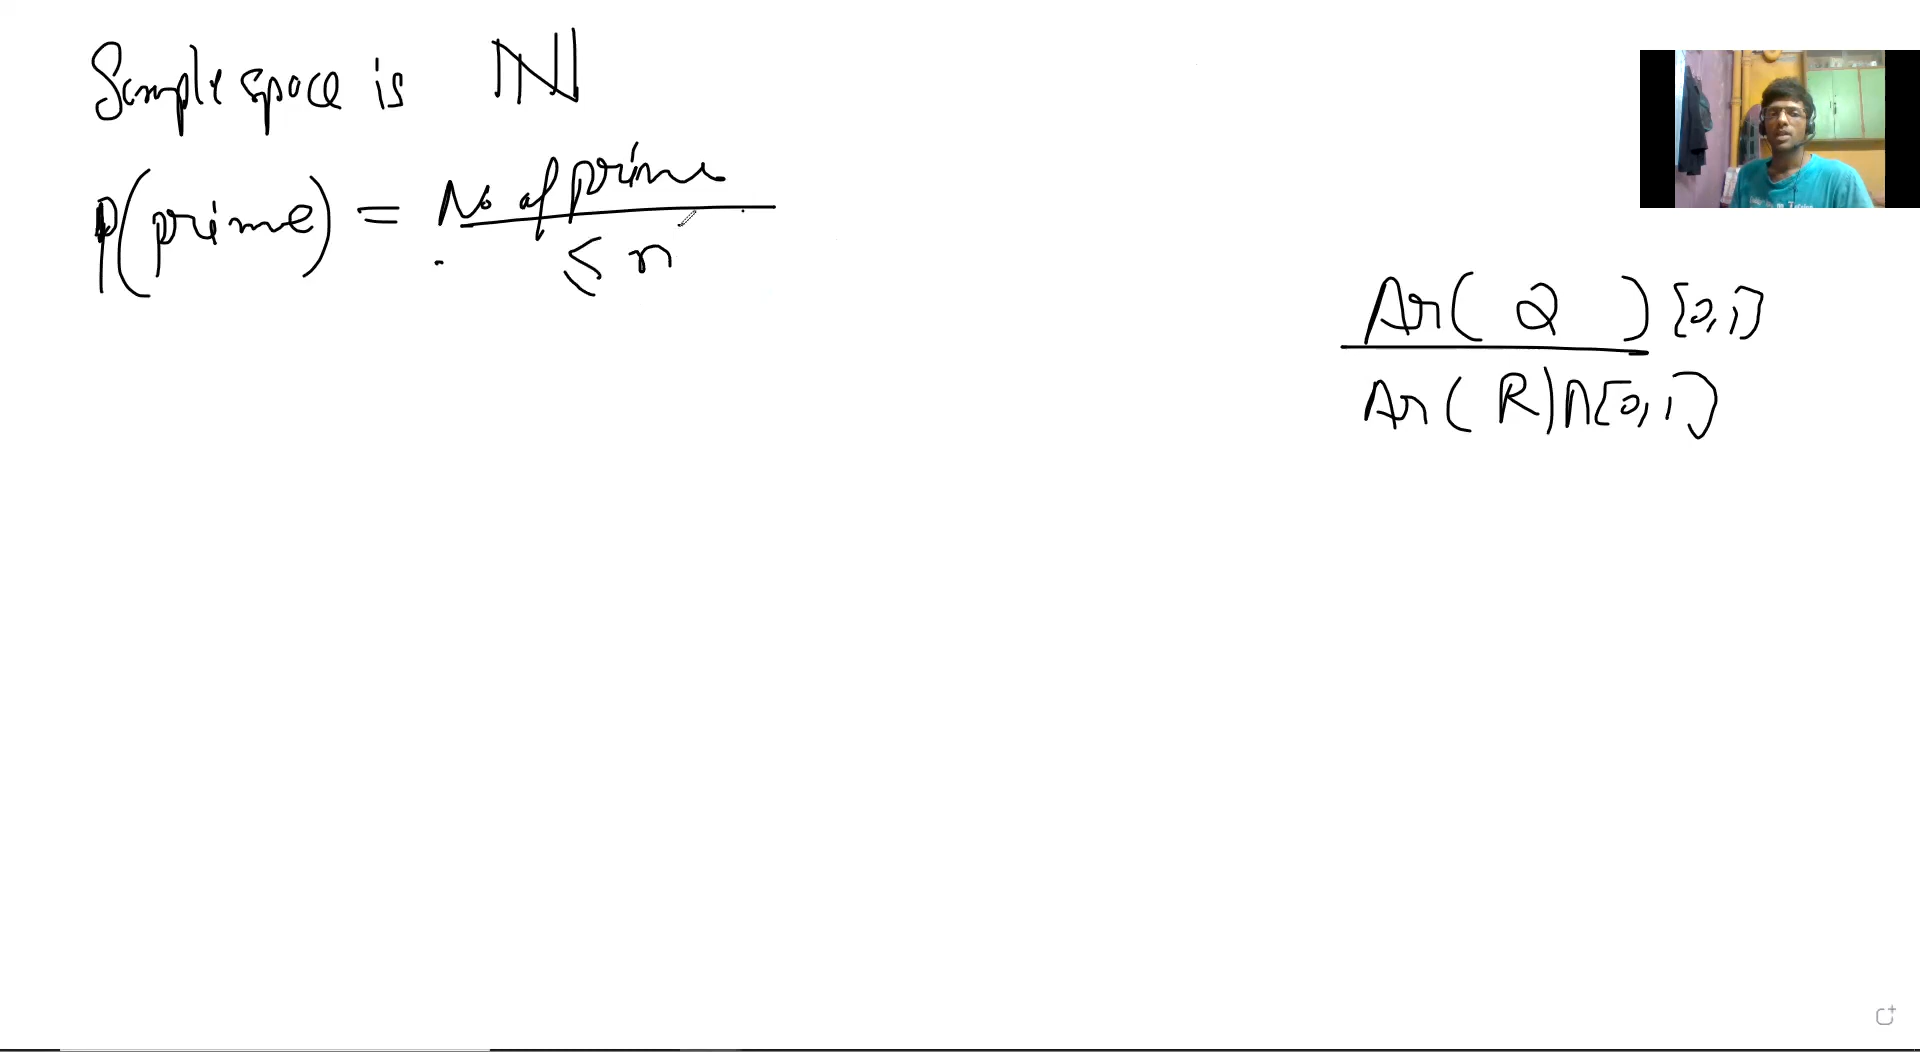 Sample space is ℕ
P(prime) = No of prime
≤ n
Ar( Q ) [0,1]
Ar( R) ∩ [0,1]